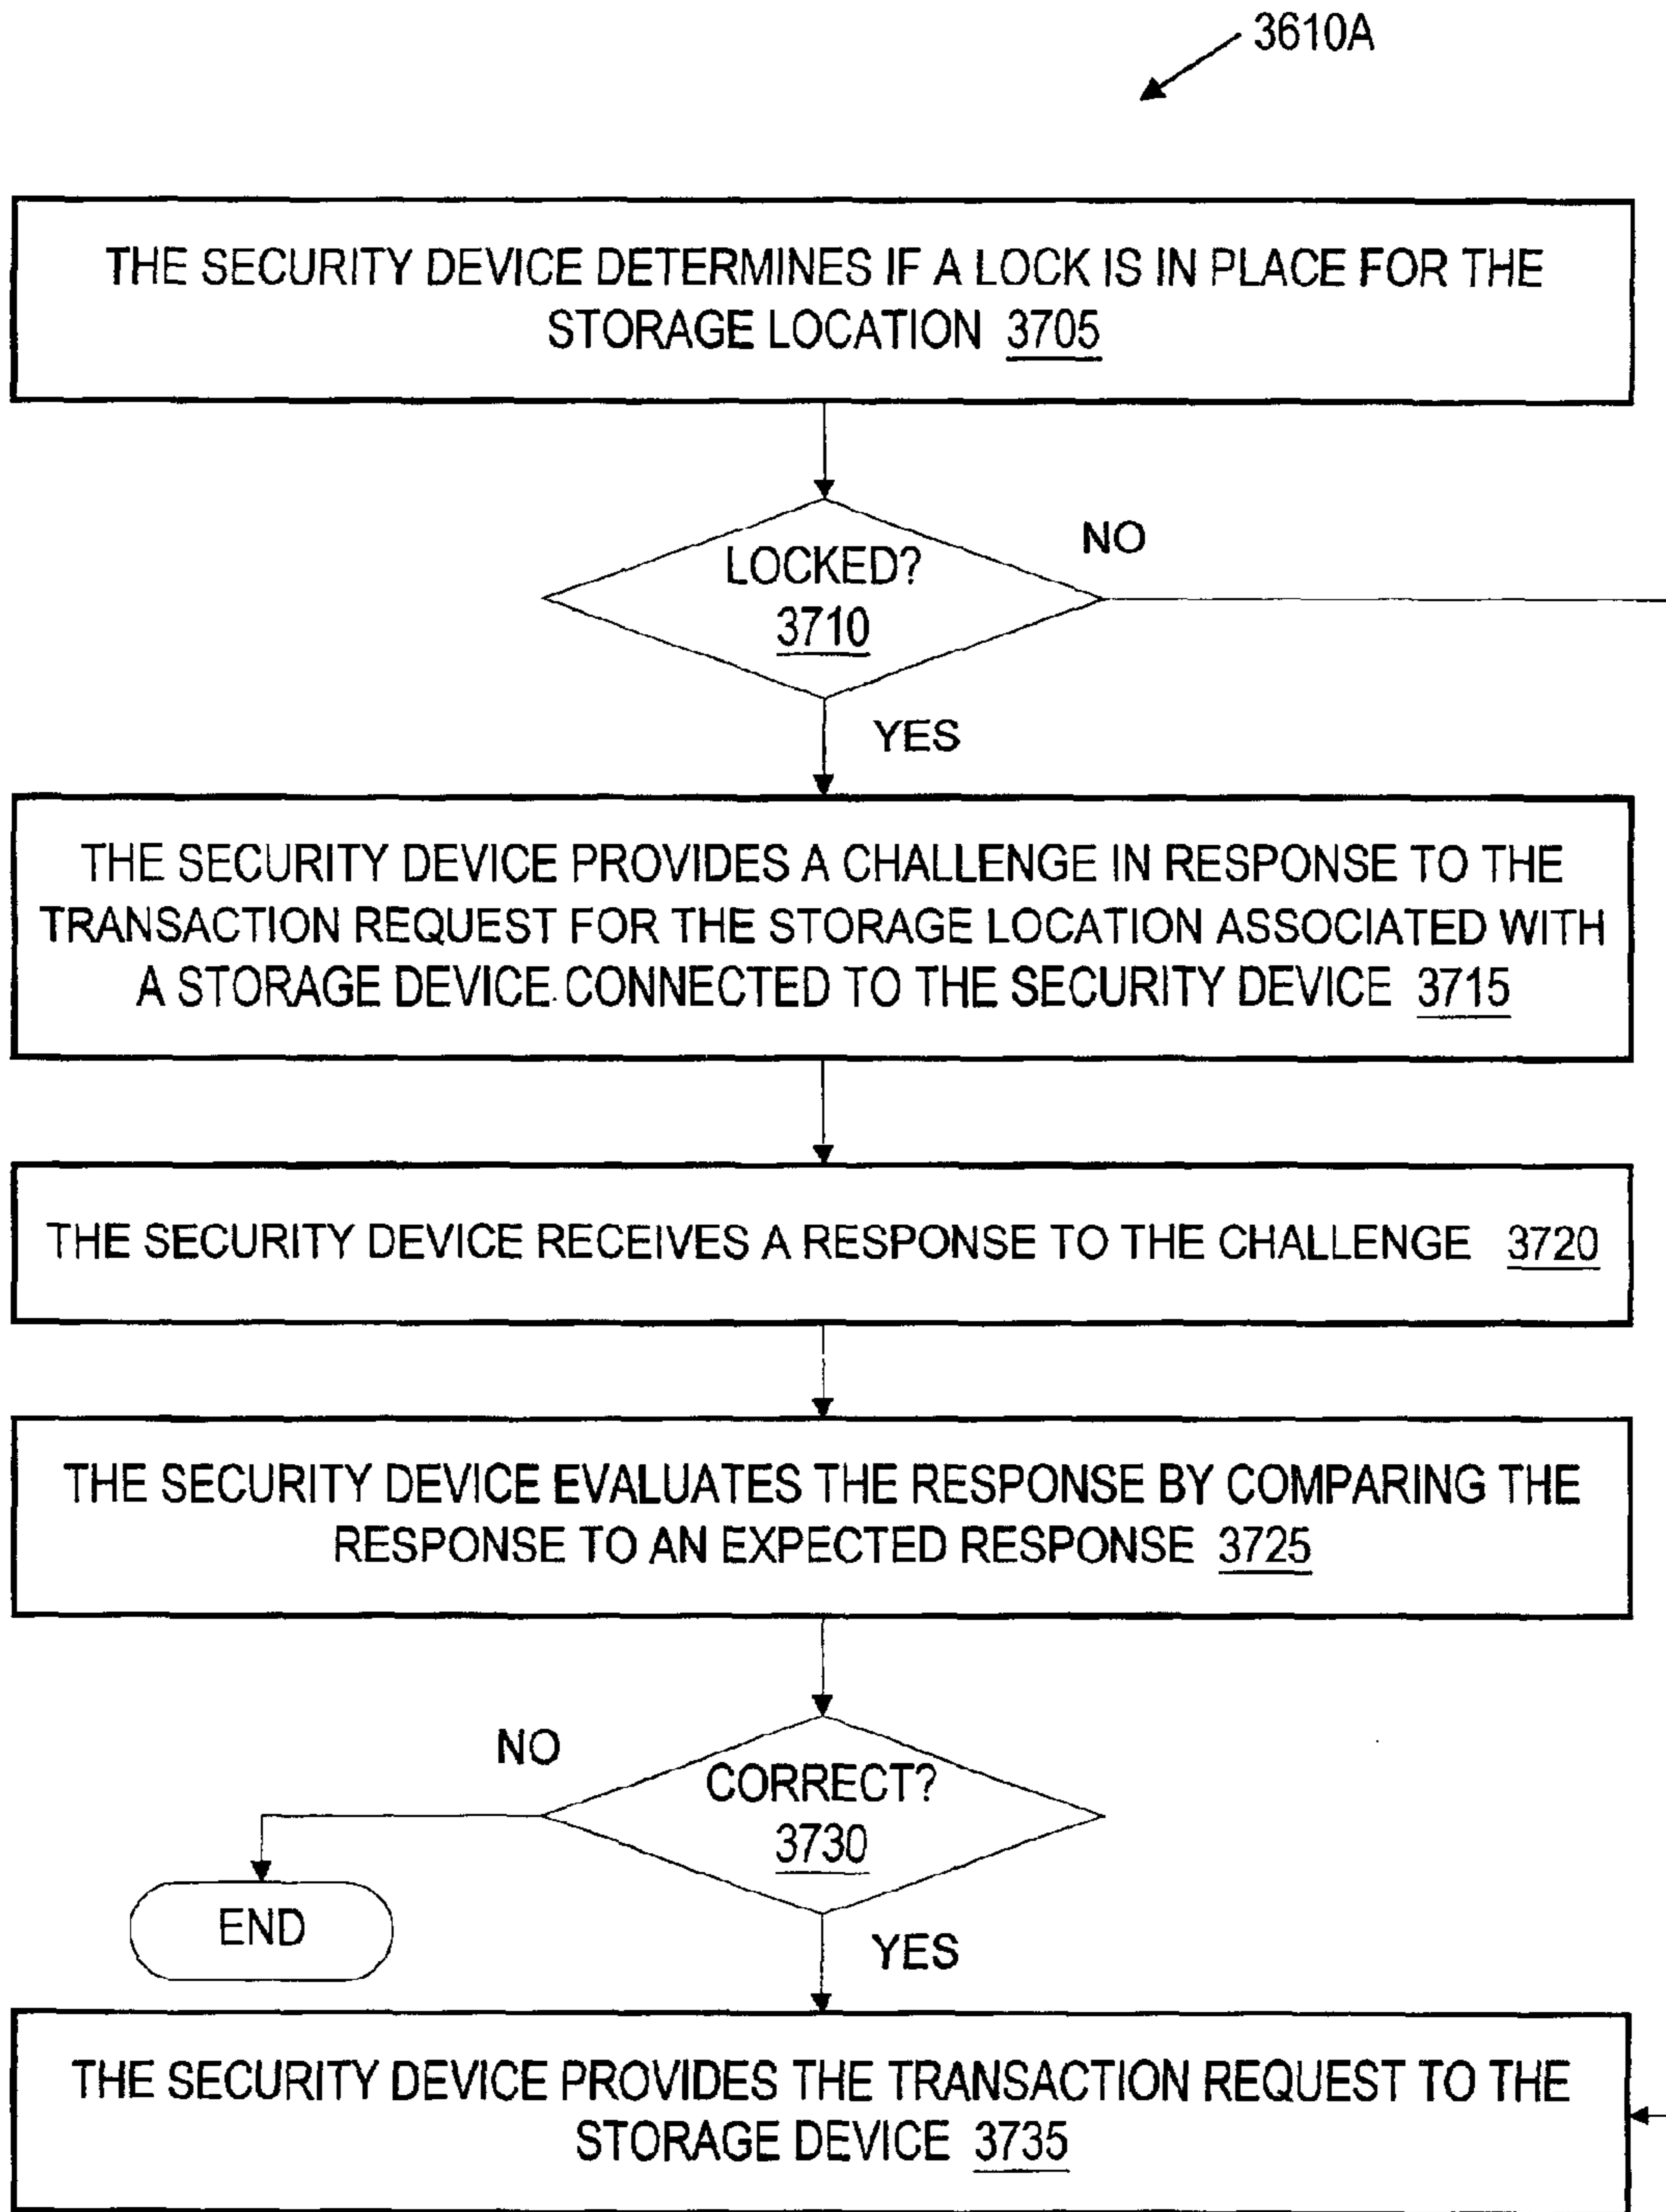 3610A
THE SECURITY DEVICE DETERMINES IF A LOCK IS IN PLACE FOR THE
STORAGE LOCATION 3705
LOCKED?
3710
NO
YES
THE SECURITY DEVICE PROVIDES A CHALLENGE IN RESPONSE TO THE
TRANSACTION REQUEST FOR THE STORAGE LOCATION ASSOCIATED WITH
A STORAGE DEVICE CONNECTED TO THE SECURITY DEVICE 3715
THE SECURITY DEVICE RECEIVES A RESPONSE TO THE CHALLENGE 3720
THE SECURITY DEVICE EVALUATES THE RESPONSE BY COMPARING THE
RESPONSE TO AN EXPECTED RESPONSE 3725
NO
CORRECT?
3730
END
YES
THE SECURITY DEVICE PROVIDES THE TRANSACTION REQUEST TO THE
STORAGE DEVICE 3735